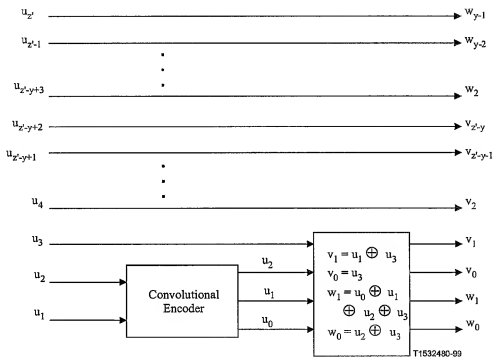 u_z' w_y-1
u_z'-1 w_y-2
u_z'-y+3 w_2
u_z'-y+2 v_z'-y
u_z'-y+1 v_z'-y-1
u_4 v_2
u_3 v_1
u_2 v_0
u_1 w_1
w_0
Convolutional
Encoder
u_2
u_1
u_0
v_1 = u_1 ⊕ u_3
v_0 = u_3
w_1 = u_0 ⊕ u_1
⊕ u_2 ⊕ u_3
w_0 = u_2 ⊕ u_3
T1532480-99